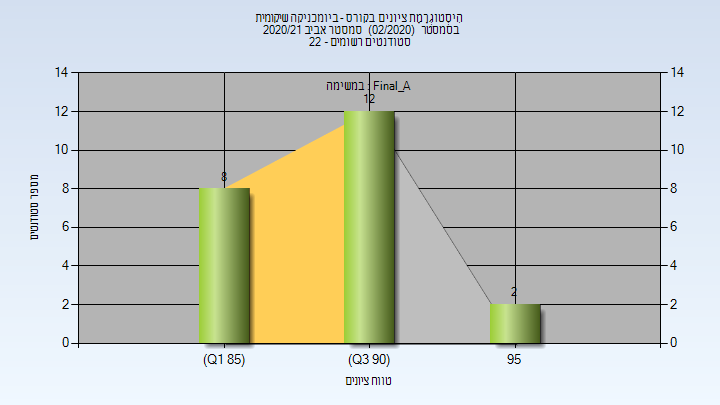 היסטוגרמת ציונים בקורס - ביומכניקה שיקומית
בסמסטר (02/2020) סמסטר אביב 2020/21
סטודנטים רשומים - 22
במשימה : Final_A
14
12
10
8
6
4
2
0
14
12
10
8
6
4
2
0
8
12
2
מספר סטודנטים
(Q1 85)
(Q3 90)
95
טווח ציונים